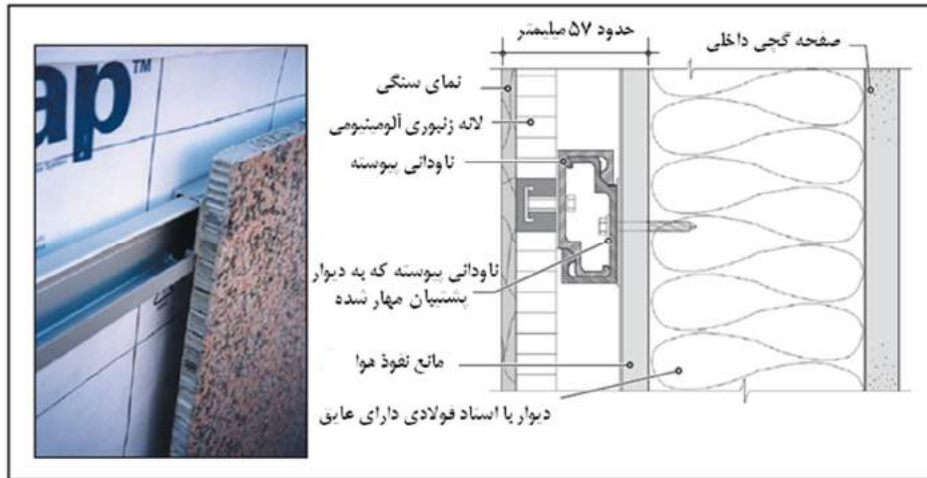 ap™
حدود ۵۷ میلیمتر
صفحه گچی داخلی
نمای سنگی
لانه زنبوری آلومینیومی
ناودانی پیوسته
ناودانی پیوسته که به دیوار
پشتیبان مهار شده
مانع نفوذ هوا
دیوار با استاد فولادی دارای عایق